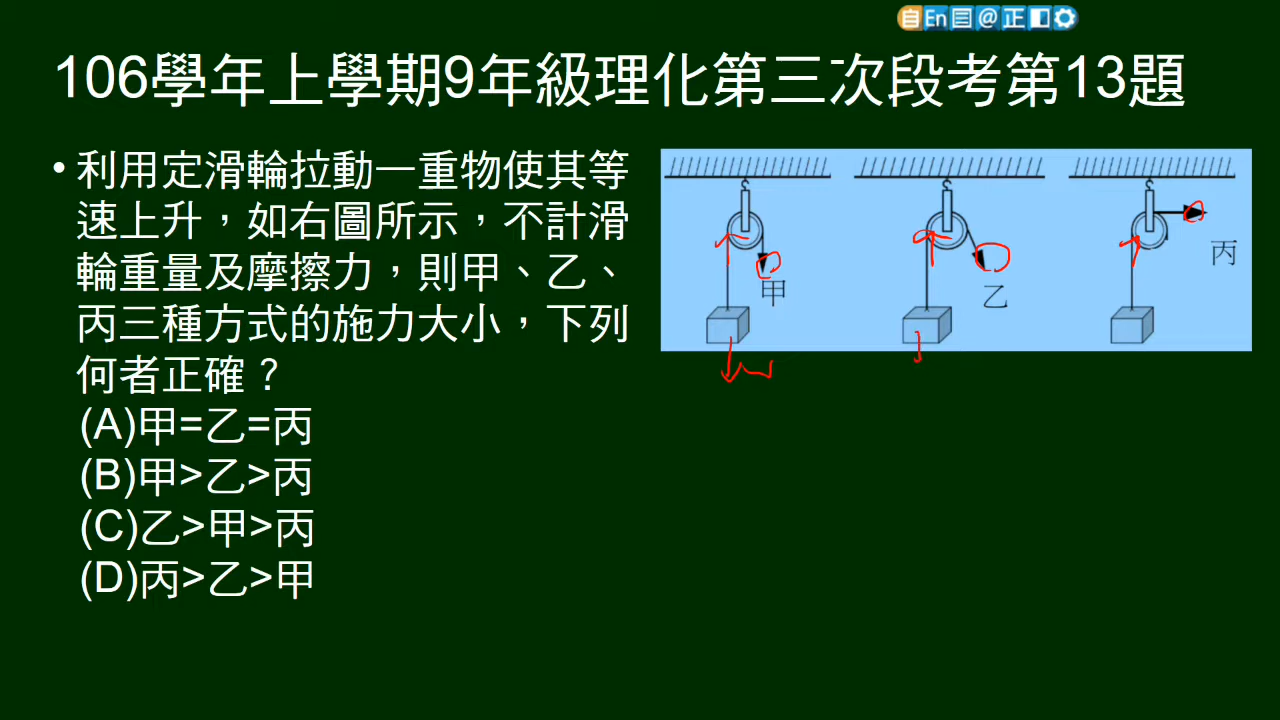 自En@正
106學年上學期9年級理化第三次段考第13題
• 利用定滑輪拉動一重物使其等
速上升，如右圖所示，不計滑
輪重量及摩擦力，則甲、乙、
丙三種方式的施力大小，下列
何者正確？
(A)甲=乙=丙
(B)甲>乙>丙
(C)乙>甲>丙
(D)丙>乙>甲
甲
乙
丙